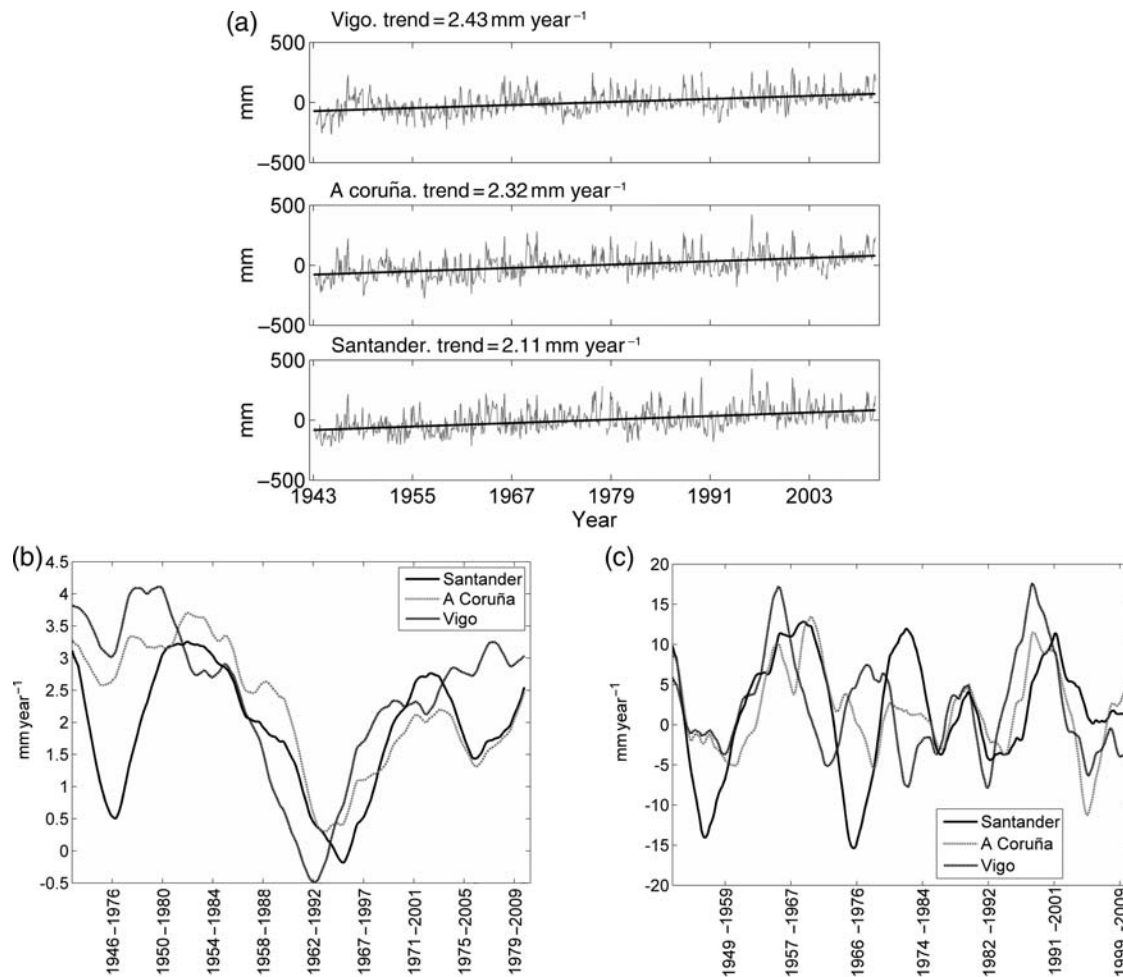 (a)
Vigo. trend = 2.43 mm year⁻¹
500
0
−500
mm
A coruña. trend = 2.32 mm year⁻¹
500
0
−500
mm
Santander. trend = 2.11 mm year⁻¹
500
0
−500
mm
1943 1955 1967 1979 1991 2003
Year
(b)
4.5
4
3.5
3
2.5
2
1.5
1
0.5
0
-0.5
mm year⁻¹
Santander
A Coruña
Vigo
1946 –1976
1950 –1980
1954 –1984
1958 –1988
1962 –1992
1967 –1997
1971 –2001
1975 –2005
1979 –2009
(c)
20
15
10
5
0
-5
-10
-15
-20
mm year⁻¹
Santander
A Coruña
Vigo
1949 –1959
1957 –1967
1966 –1976
1974 –1984
1982 –1992
1991 –2001
1999 –2009